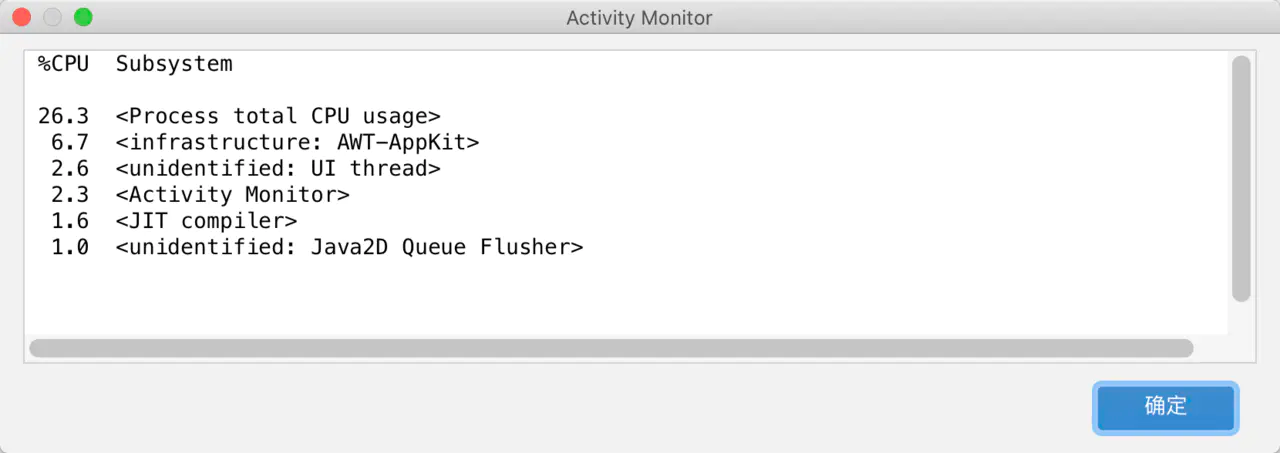 Activity Monitor
%CPU  Subsystem
26.3  <Process total CPU usage>
6.7  <infrastructure: AWT-AppKit>
2.6  <unidentified: UI thread>
2.3  <Activity Monitor>
1.6  <JIT compiler>
1.0  <unidentified: Java2D Queue Flusher>
确定